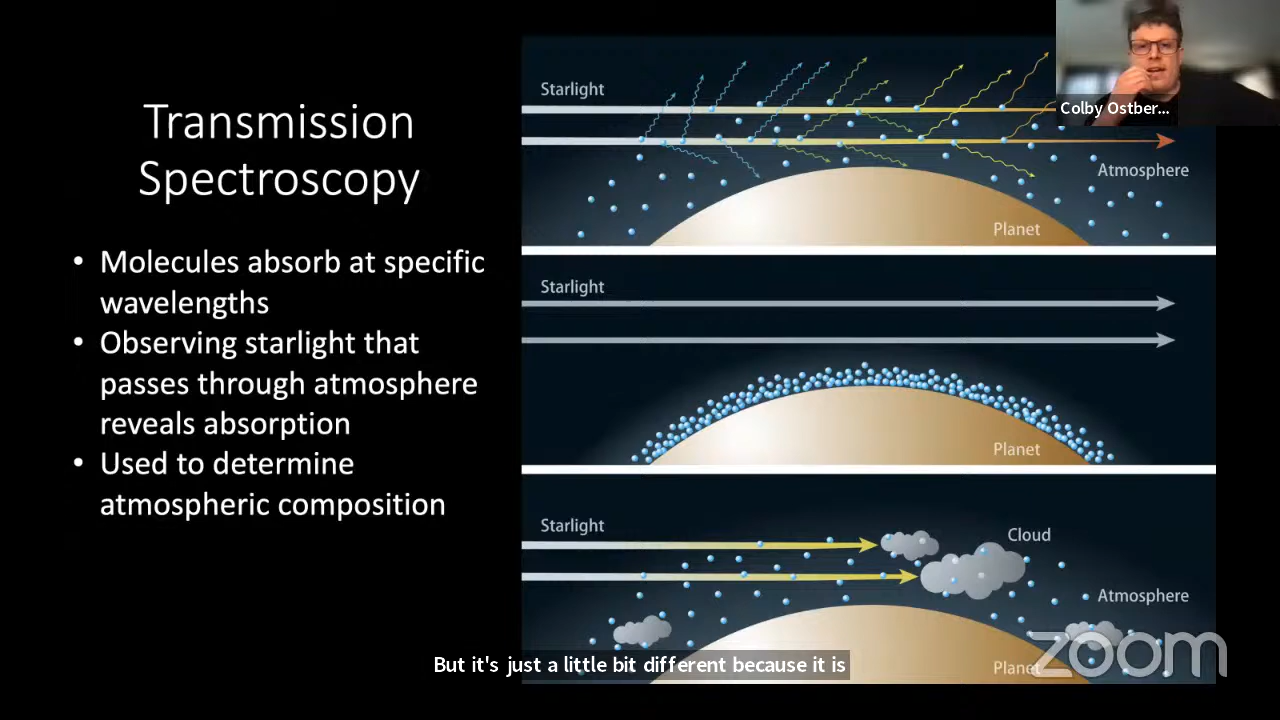 Transmission
Spectroscopy
• Molecules absorb at specific
wavelengths
• Observing starlight that
passes through atmosphere
reveals absorption
• Used to determine
atmospheric composition
Starlight
Atmosphere
Planet
Starlight
Planet
Starlight
Cloud
Atmosphere
Planet
Colby Ostber...
But it's just a little bit different because it is
zoom